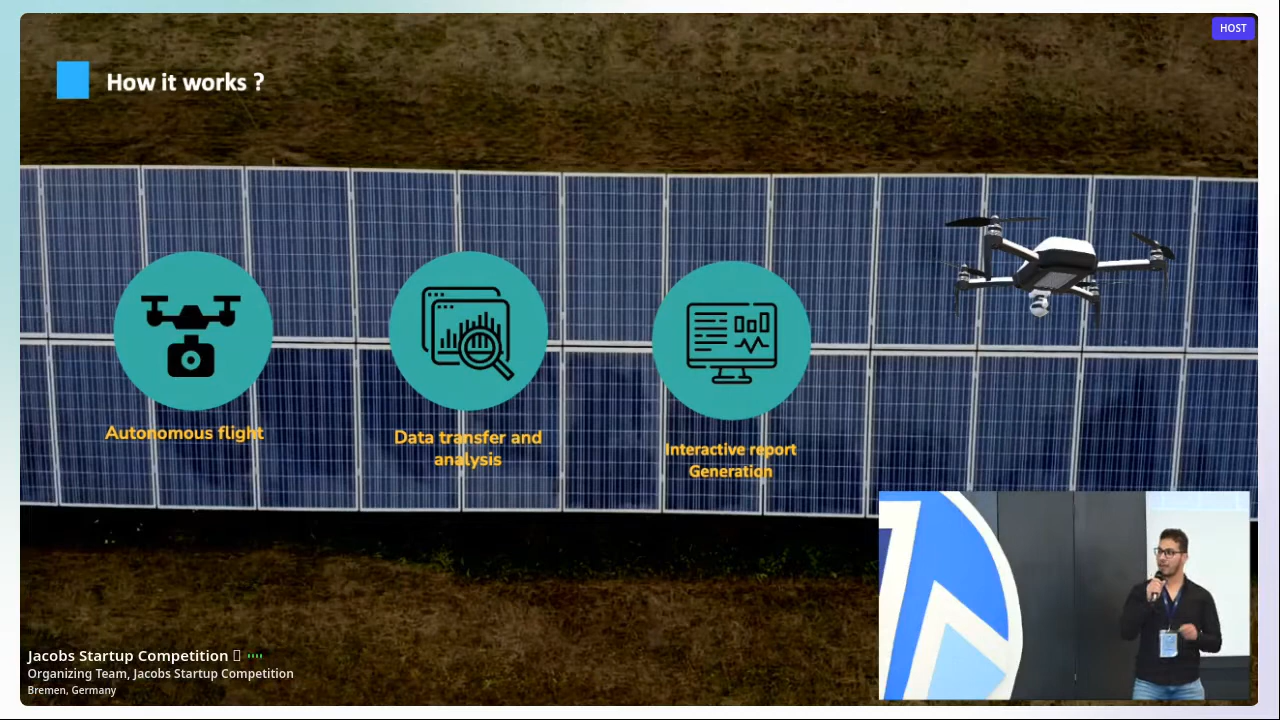 HOST
How it works ?
Autonomous flight
Data transfer and
analysis
Interactive report
Generation
Jacobs Startup Competition
Organizing Team, Jacobs Startup Competition
Bremen, Germany